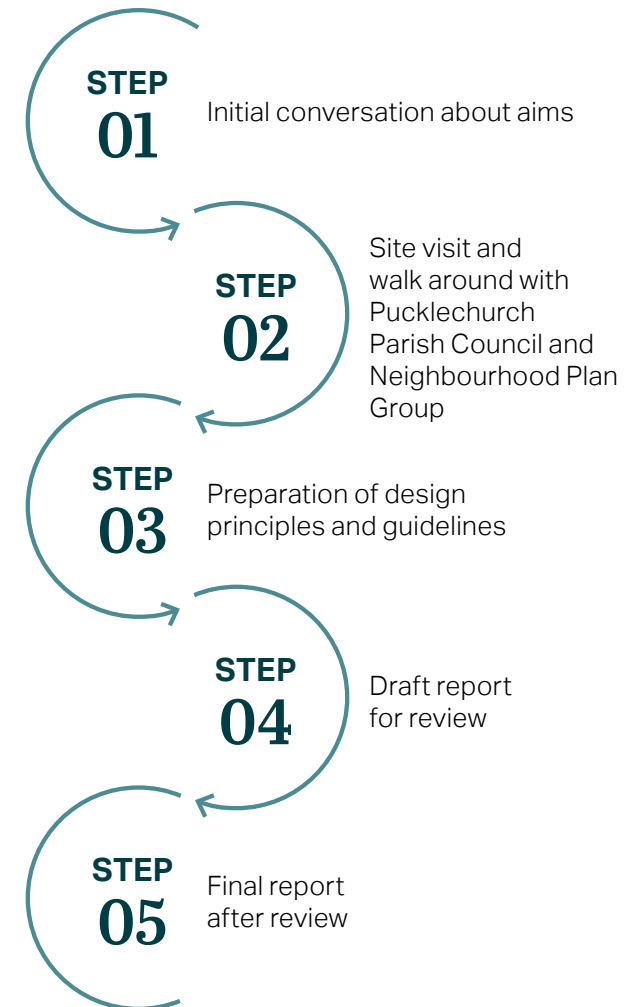 STEP
01
Initial conversation about aims
STEP
02
Site visit and
walk around with
Pucklechurch
Parish Council and
Neighbourhood Plan
Group
STEP
03
Preparation of design
principles and guidelines
STEP
04
Draft report
for review
STEP
05
Final report
after review